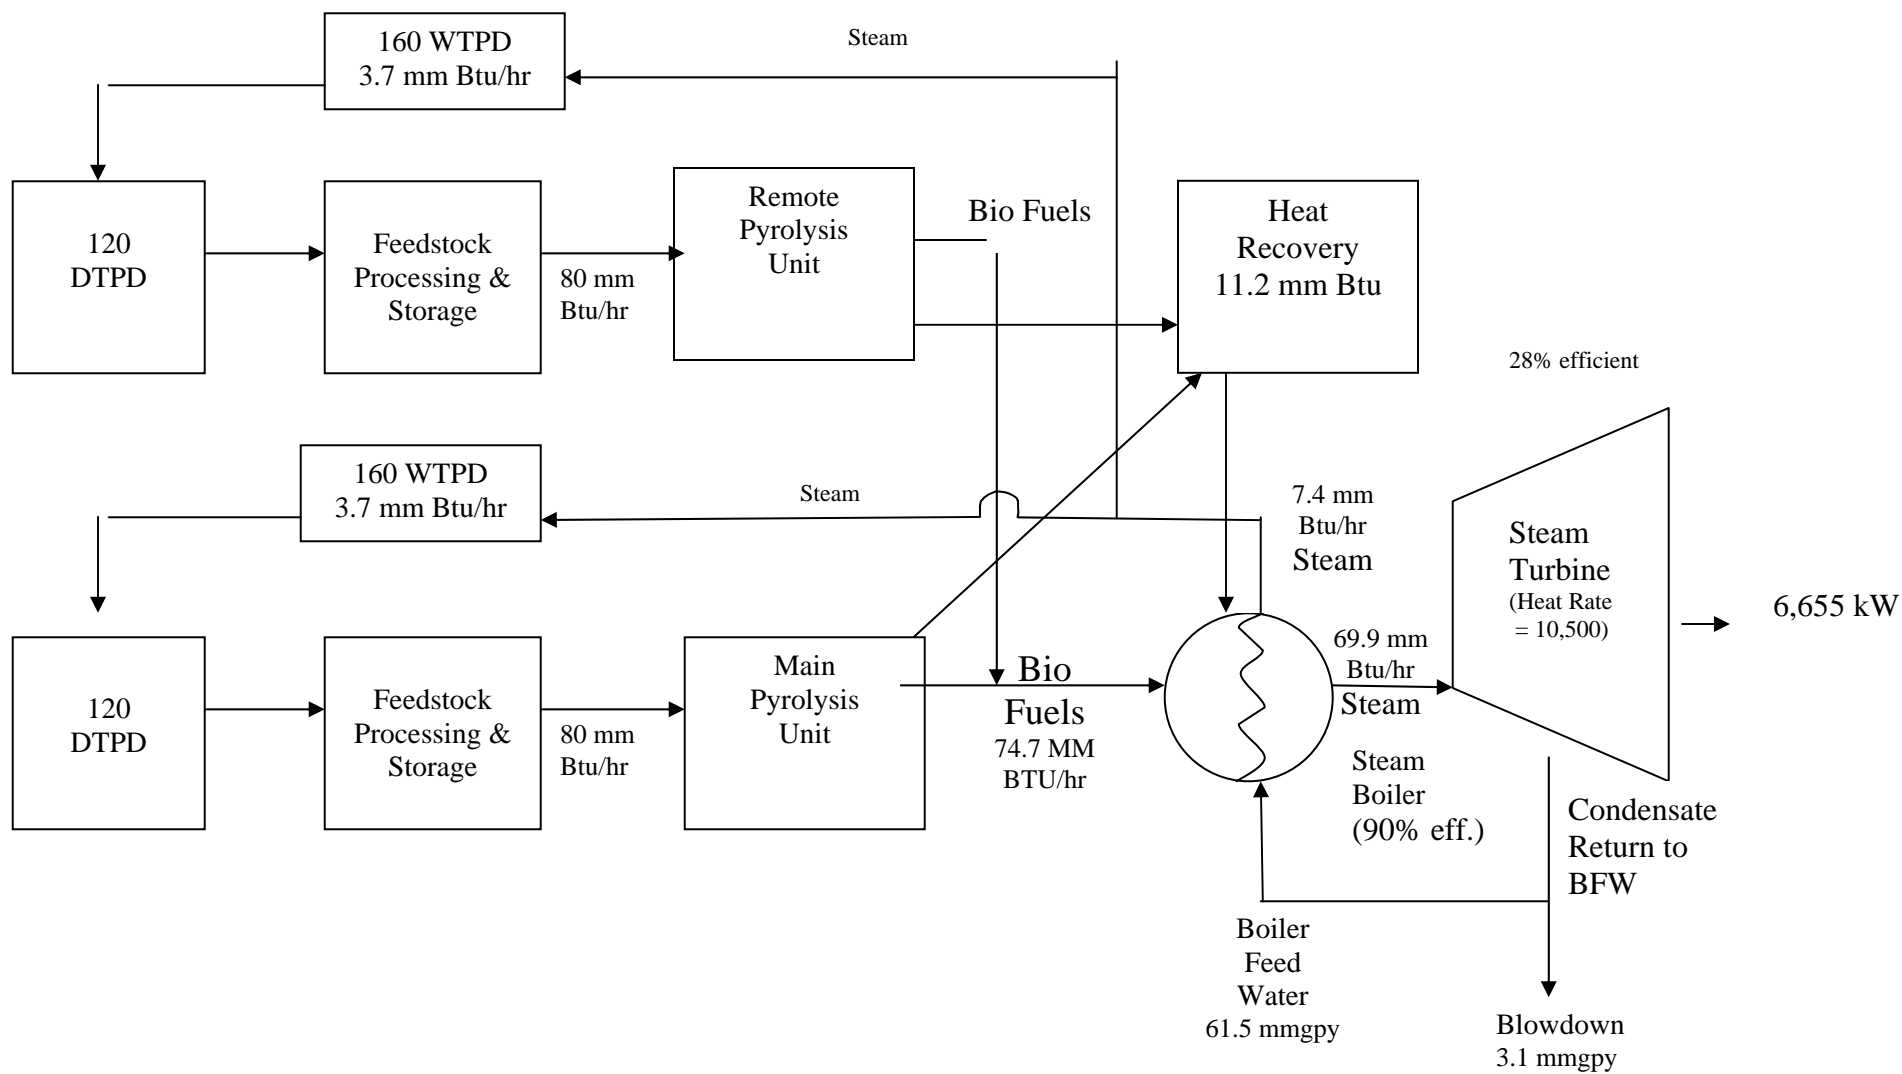 160 WTPD
3.7 mm Btu/hr
Steam
120
DTPD
Feedstock
Processing &
Storage
80 mm
Btu/hr
Remote
Pyrolysis
Unit
Bio Fuels
Heat
Recovery
11.2 mm Btu
28% efficient
160 WTPD
3.7 mm Btu/hr
Steam
7.4 mm
Btu/hr
Steam
Steam
Turbine
(Heat Rate
= 10,500)
6,655 kW
120
DTPD
Feedstock
Processing &
Storage
80 mm
Btu/hr
Main
Pyrolysis
Unit
Bio
Fuels
74.7 MM
BTU/hr
69.9 mm
Btu/hr
Steam
Steam
Boiler
(90% eff.)
Condensate
Return to
BFW
Boiler
Feed
Water
61.5 mmgpy
Blowdown
3.1 mmgpy